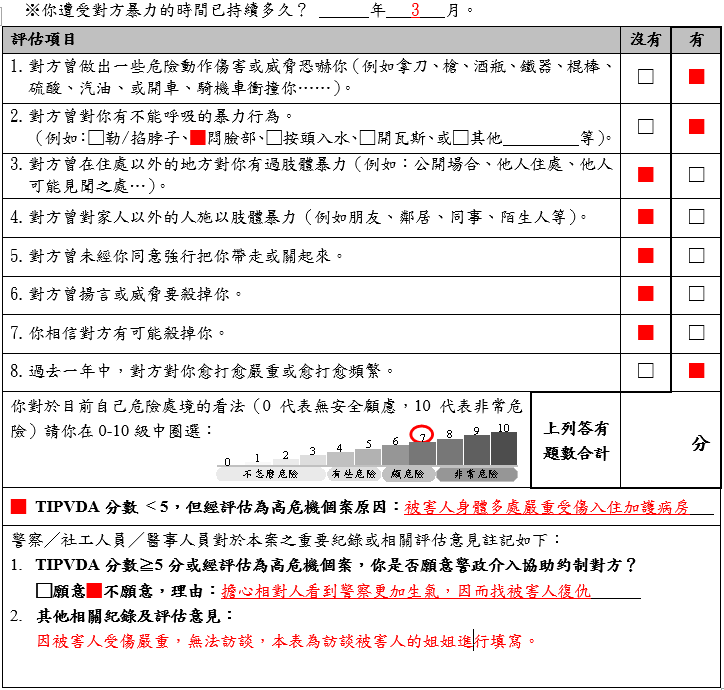 ※你遭受對方暴力的時間已持續多久？ 年 3 月。
評估項目 沒有 有
1. 對方曾做出一些危險動作傷害或威脅恐嚇你（例如拿刀、槍、酒瓶、鐵器、棍棒、
硫酸、汽油、或開車、騎機車衝撞你……）。 □ ■
2. 對方曾對你有不能呼吸的暴力行為。
（例如：□勒/掐脖子、■悶臉部、□按頭入水、□開瓦斯、或□其他________等）。 □ ■
3. 對方曾在住處以外的地方對你有過肢體暴力（例如：公開場合、他人住處、他人
可能見聞之處…）。 ■ □
4. 對方曾對家人以外的人施以肢體暴力（例如朋友、鄰居、同事、陌生人等）。 ■ □
5. 對方曾未經你同意強行把你帶走或關起來。 ■ □
6. 對方曾揚言或威脅要殺掉你。 ■ □
7. 你相信對方有可能殺掉你。 ■ □
8. 過去一年中，對方對你愈打愈嚴重或愈打愈頻繁。 □ ■
你對於目前自己危險處境的看法（0 代表無安全顧慮，10 代表非常危
險）請你在 0-10 級中圈選：
0 1 2 3 4 5 6 7 8 9 10
不怎麼危險 有些危險 頗危險 非常危險
上列答有
題數合計
分
■ TIPVDA 分數 <5，但經評估為高危機個案原因：被害人身體多處嚴重受傷入住加護病房
警察／社工人員／醫事人員對於本案之重要紀錄或相關評估意見註記如下：
1. TIPVDA 分數≧5 分或經評估為高危機個案，你是否願意警政介入協助約制對方？
□願意■不願意，理由：擔心相對人看到警察更加生氣，因而找被害人復仇
2. 其他相關紀錄及評估意見：
因被害人受傷嚴重，無法訪談，本表為訪談被害人的姐姐進行填寫。